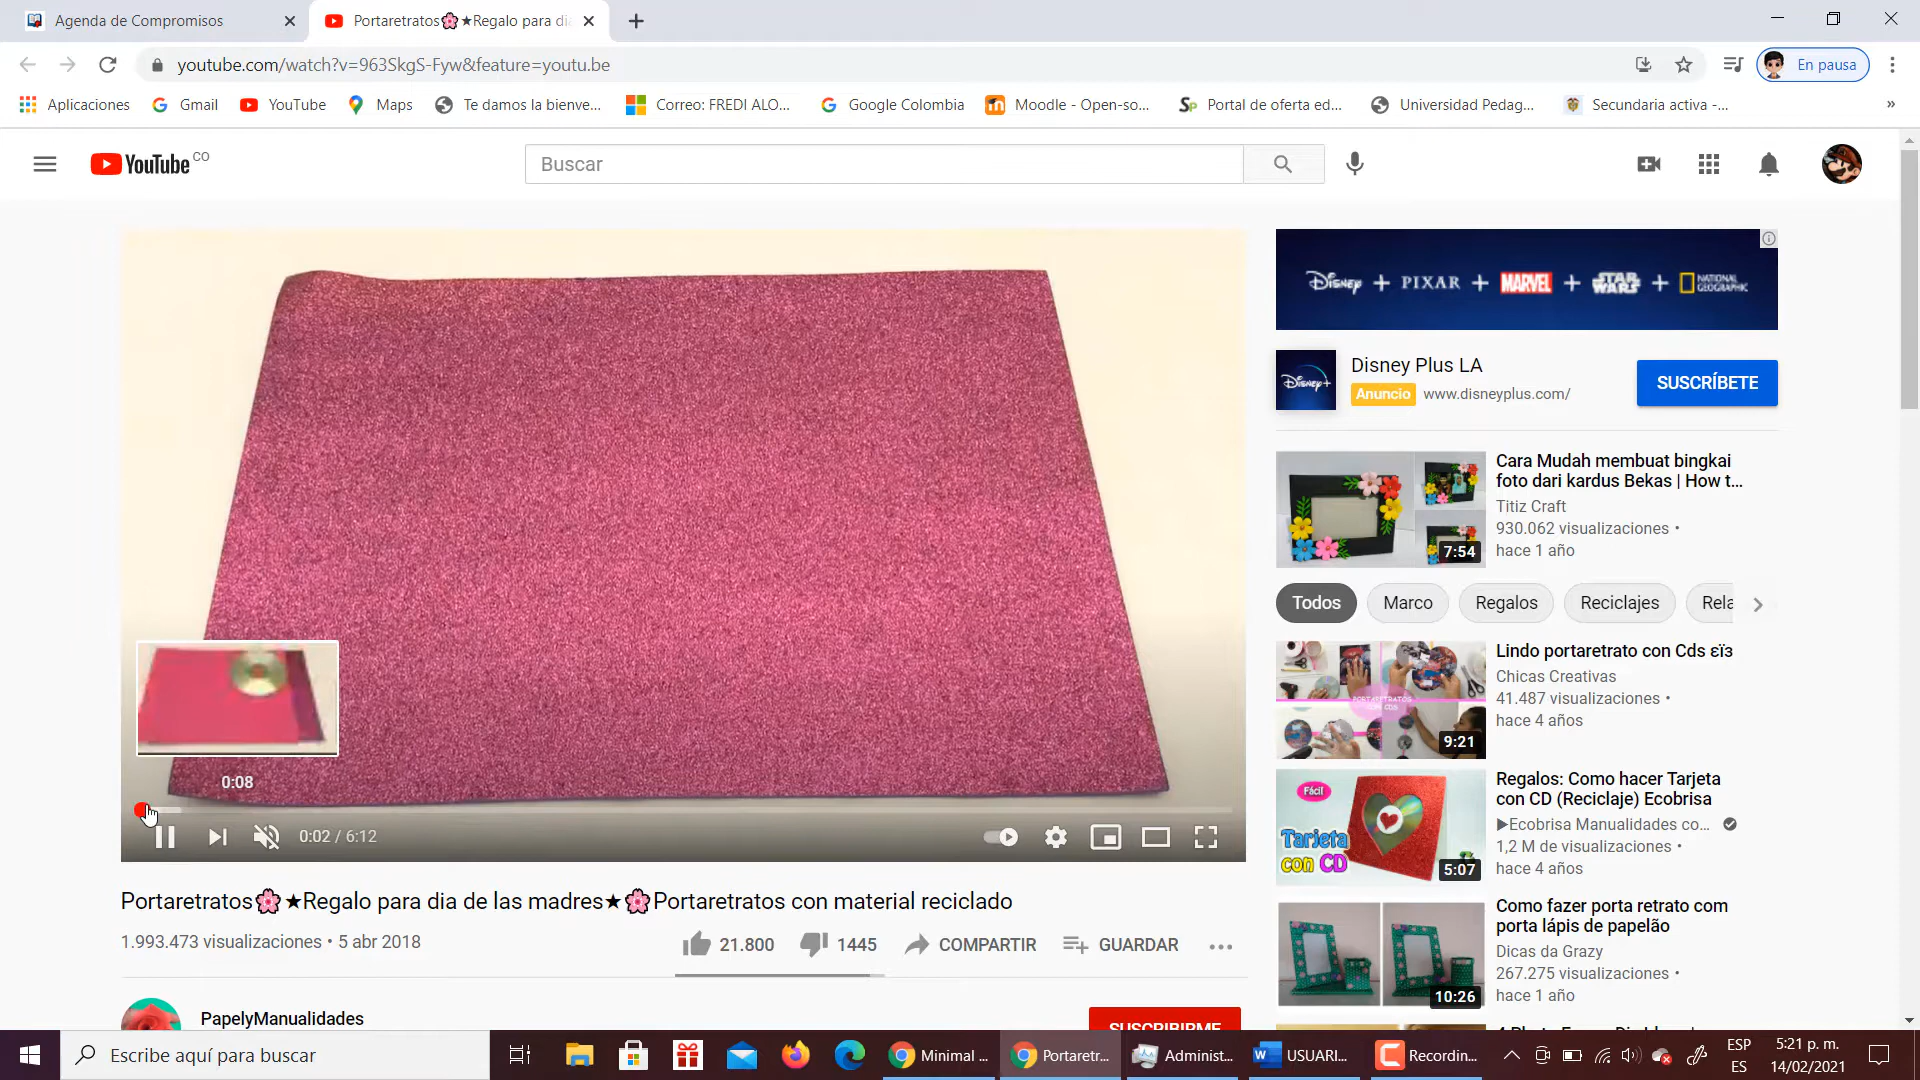 Agenda de Compromisos
Portaretratos🌸★Regalo para di
youtube.com/watch?v=963SkgS-Fyw&feature=youtu.be
En pausa
Aplicaciones
Gmail
YouTube
Maps
Te damos la bienve...
Correo: FREDI ALO...
Google Colombia
Moodle - Open-so...
Portal de oferta ed...
Universidad Pedag...
Secundaria activa -...
»
YouTube CO
Buscar
Disney + PIXAR + MARVEL + STAR WARS + NATIONAL GEOGRAPHIC
Disney+
Disney Plus LA
Anuncio www.disneyplus.com/
SUSCRÍBETE
Cara Mudah membuat bingkai
foto dari kardus Bekas | How t...
Titiz Craft
930.062 visualizaciones •
hace 1 año
7:54
Todos
Marco
Regalos
Reciclajes
Rela
PORTARETRATOS
CON CDS
9:21
Lindo portaretrato con Cds εïз
Chicas Creativas
41.487 visualizaciones •
hace 4 años
Fácil
Tarjeta
con CD
5:07
Regalos: Como hacer Tarjeta
con CD (Reciclaje) Ecobrisa
▶Ecobrisa Manualidades co...
1,2 M de visualizaciones •
hace 4 años
10:26
Como fazer porta retrato com
porta lápis de papelão
Dicas da Grazy
267.275 visualizaciones •
hace 1 año
0:08
0:02 / 6:12
Portaretratos🌸★Regalo para dia de las madres★🌸Portaretratos con material reciclado
1.993.473 visualizaciones • 5 abr 2018
21.800
1445
COMPARTIR
GUARDAR
PapelyManualidades
SUSCRIBIRME
Escribe aquí para buscar
Minimal ...
Portaretr...
Administ...
USUARI...
Recordin...
ESP
ES
5:21 p. m.
14/02/2021